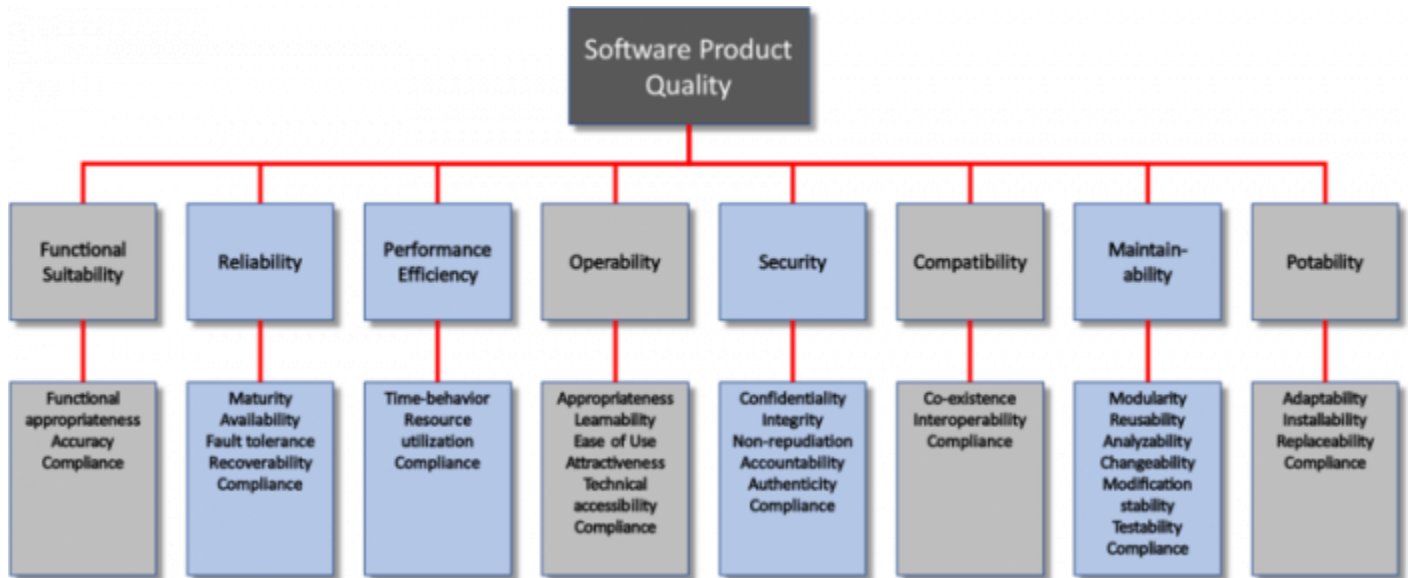 Software Product
Quality
Functional
Suitability
Reliability
Performance
Efficiency
Operability
Security
Compatibility
Maintain-
ability
Potability
Functional
appropriateness
Accuracy
Compliance
Maturity
Availability
Fault tolerance
Recoverability
Compliance
Time-behavior
Resource
utilization
Compliance
Appropriateness
Learnability
Ease of Use
Attractiveness
Technical
accessibility
Compliance
Confidentiality
Integrity
Non-repudiation
Accountability
Authenticity
Compliance
Co-existence
Interoperability
Compliance
Modularity
Reusability
Analyzability
Changeability
Modification
stability
Testability
Compliance
Adaptability
Installability
Replaceability
Compliance